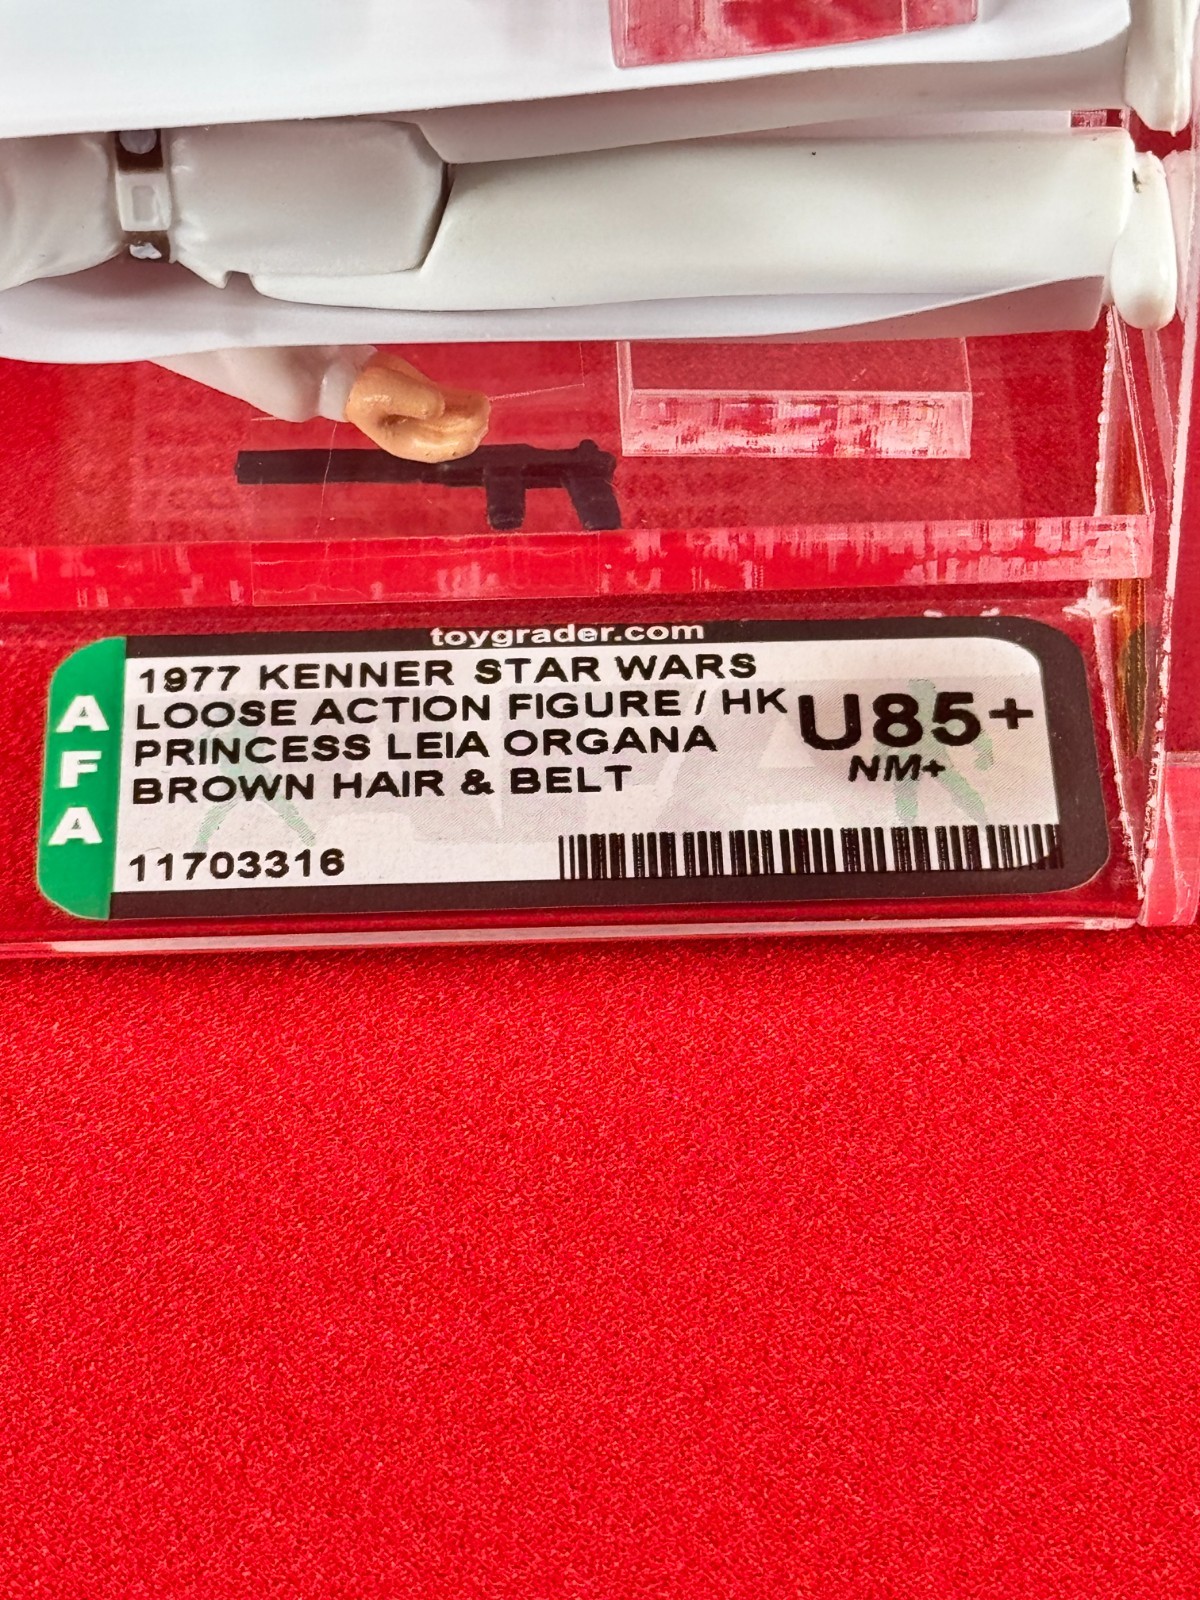 toygrader.com
AFA
1977 KENNER STAR WARS
LOOSE ACTION FIGURE / HK
PRINCESS LEIA ORGANA
BROWN HAIR & BELT
U85+
NM+
11703316